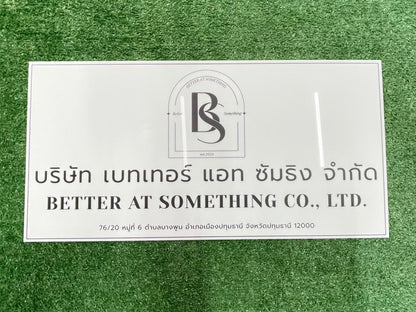 BETTER AT SOMETHING
Better
Something
BS
บริษัท เบทเทอร์ แอท ซัมธิง จำกัด
BETTER AT SOMETHING CO., LTD.
76/20 หมู่ที่ 6 ตำบลบางพูน อำเภอเมืองปทุมธานี จังหวัดปทุมธานี 12000